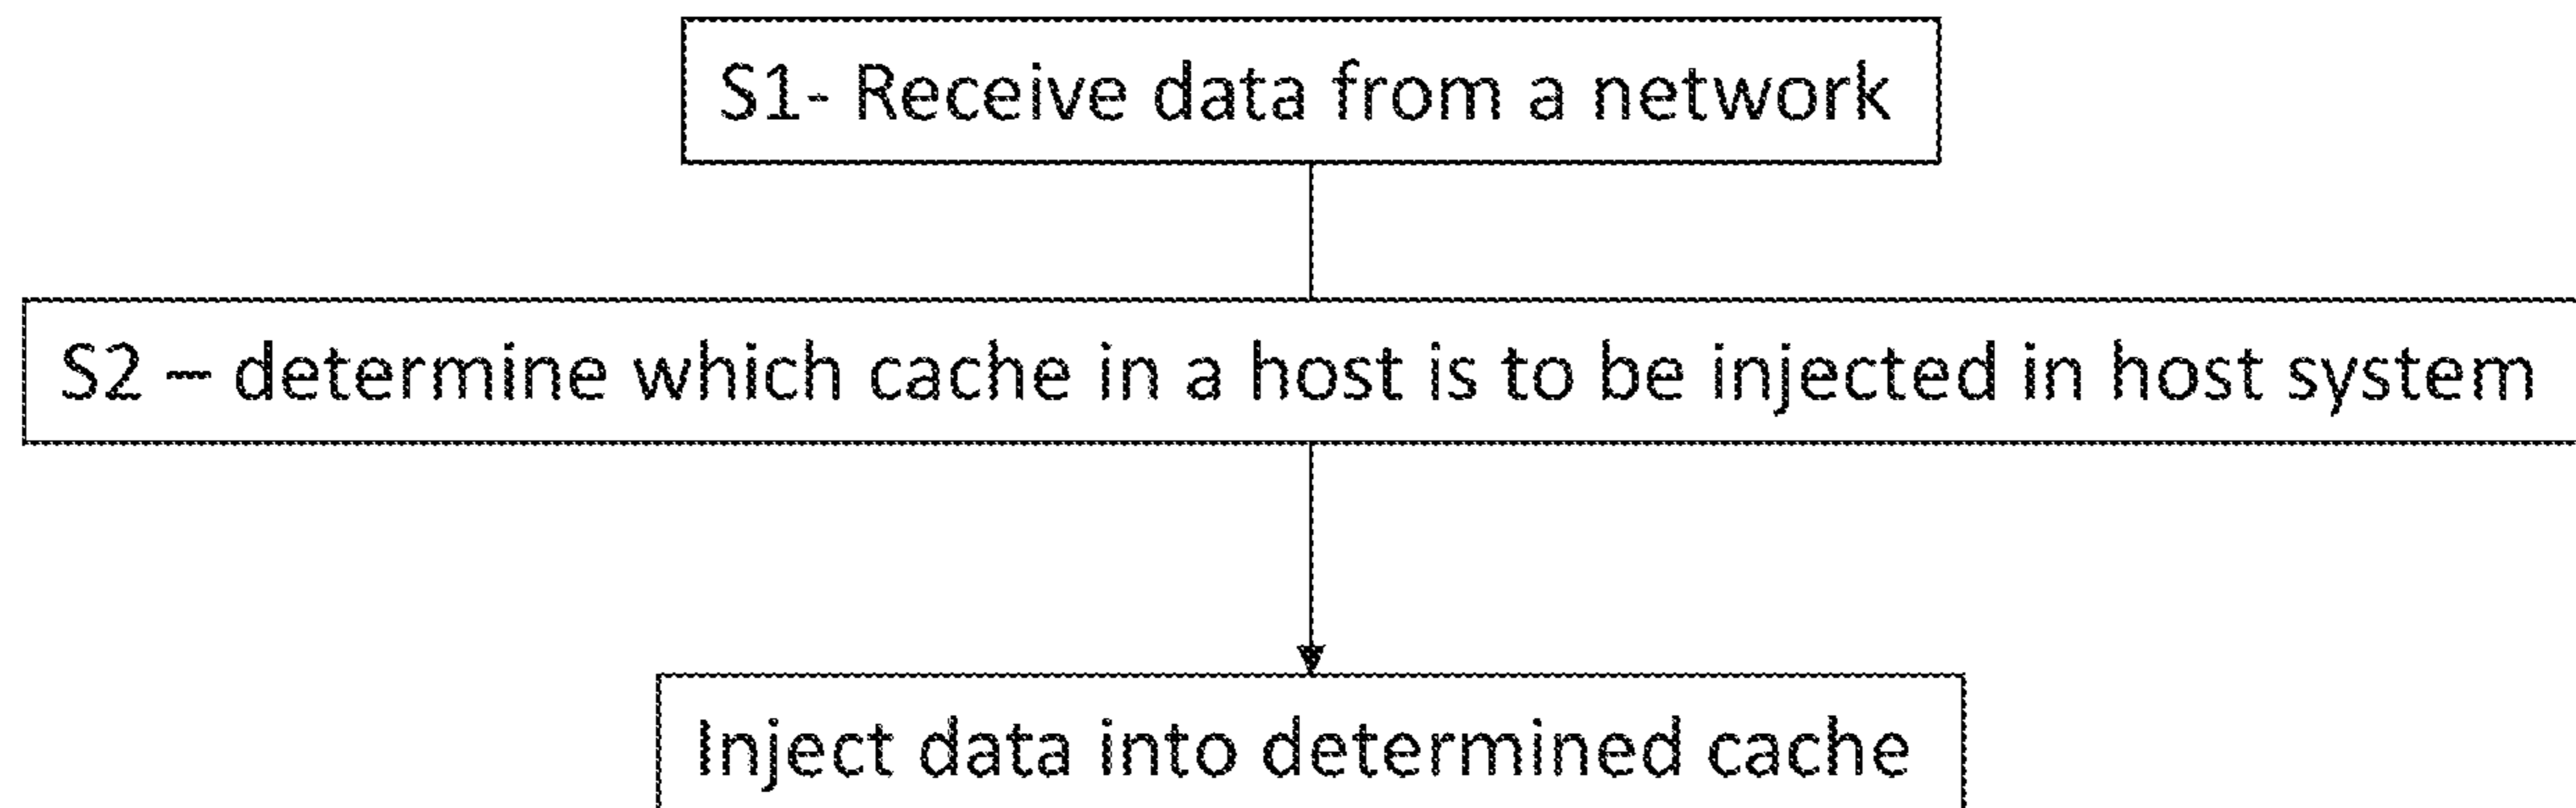 S1- Receive data from a network
S2 – determine which cache in a host is to be injected in host system
Inject data into determined cache